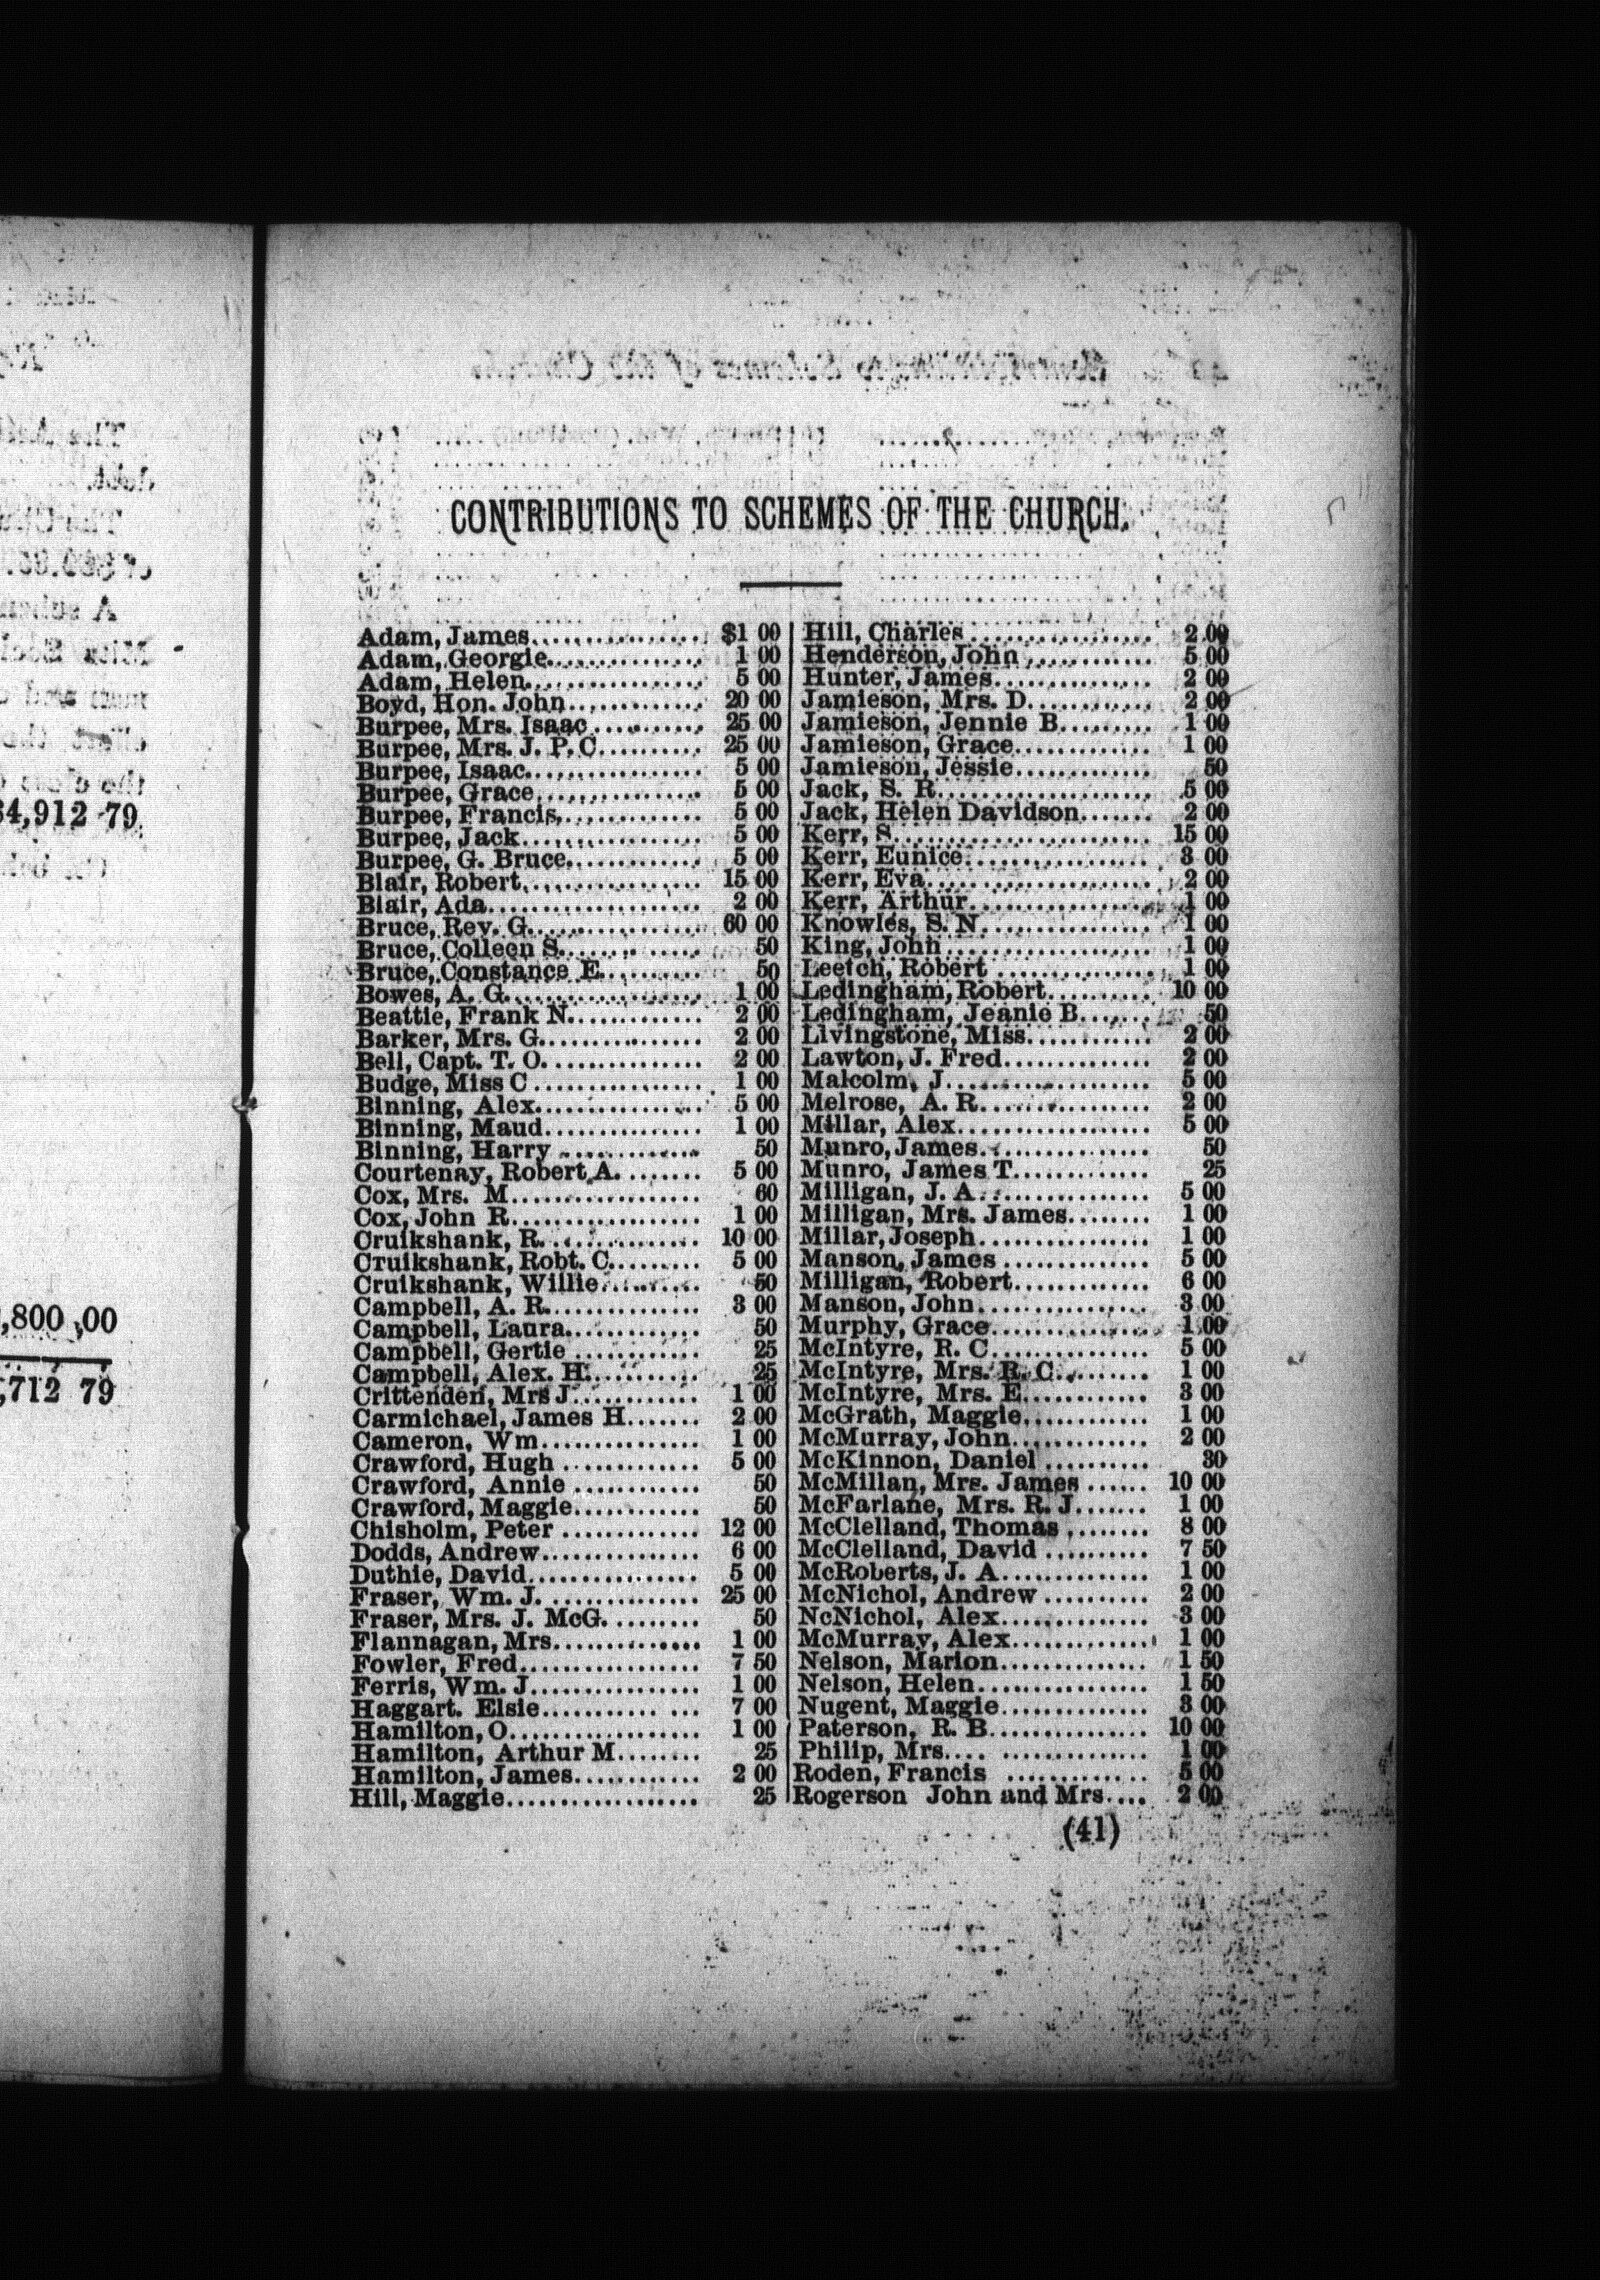 34,912 79
,800 00
,712 79
CONTRIBUTIONS TO SCHEMES OF THE CHURCH.
Adam, James. $1 00
Adam, Georgie. 1 00
Adam, Helen. 5 00
Boyd, Hon. John. 20 00
Burpee, Mrs. Isaac 25 00
Burpee, Mrs. J. P. C. 25 00
Burpee, Isaac. 5 00
Burpee, Grace. 5 00
Burpee, Francis. 5 00
Burpee, Jack. 5 00
Burpee, G. Bruce. 5 00
Blair, Robert. 15 00
Blair, Ada. 2 00
Bruce, Rev. G. 60 00
Bruce, Colleen S. 50
Bruce, Constance E. 50
Bowes, A. G. 1 00
Beattie, Frank N. 2 00
Barker, Mrs. G. 2 00
Bell, Capt. T. O. 2 00
Budge, Miss C 1 00
Binning, Alex. 5 00
Binning, Maud. 1 00
Binning, Harry 50
Courtenay, Robert A. 5 00
Cox, Mrs. M. 60
Cox, John R. 1 00
Cruikshank, R. 10 00
Cruikshank, Robt. C. 5 00
Cruikshank, Willie. 50
Campbell, A. R. 3 00
Campbell, Laura. 50
Campbell, Gertie 25
Campbell, Alex. H. 25
Crittenden, Mrs J. 1 00
Carmichael, James H. 2 00
Cameron, Wm. 1 00
Crawford, Hugh 5 00
Crawford, Annie 50
Crawford, Maggie. 50
Chisholm, Peter 12 00
Dodds, Andrew. 6 00
Duthie, David. 5 00
Fraser, Wm. J. 25 00
Fraser, Mrs. J. McG. 50
Flannagan, Mrs. 1 00
Fowler, Fred. 7 50
Ferris, Wm. J. 1 00
Haggart. Elsie. 7 00
Hamilton, O. 1 00
Hamilton, Arthur M. 25
Hamilton, James. 2 00
Hill, Maggie. 25
Hill, Charles 2 00
Henderson, John 5 00
Hunter, James. 2 00
Jamieson, Mrs. D. 2 00
Jamieson, Jennie B. 1 00
Jamieson, Grace. 1 00
Jamieson, Jessie. 50
Jack, S. R. 5 00
Jack, Helen Davidson. 2 00
Kerr, S. 15 00
Kerr, Eunice. 3 00
Kerr, Eva. 2 00
Kerr, Arthur. 1 00
Knowles, S. N. 1 00
King, John 1 00
Leetch, Robert 1 00
Ledingham, Robert. 10 00
Ledingham, Jeanie B. 50
Livingstone, Miss. 2 00
Lawton, J. Fred. 2 00
Malcolm, J. 5 00
Melrose, A. R. 2 00
Millar, Alex. 5 00
Munro, James. 50
Munro, James T. 25
Milligan, J. A. 5 00
Milligan, Mrs. James. 1 00
Millar, Joseph. 1 00
Manson, James 5 00
Milligan, Robert. 6 00
Manson, John. 3 00
Murphy, Grace. 1 00
McIntyre, R. C. 5 00
McIntyre, Mrs. R. C. 1 00
McIntyre, Mrs. E. 3 00
McGrath, Maggie. 1 00
McMurray, John. 2 00
McKinnon, Daniel 30
McMillan, Mrs. James 10 00
McFarlane, Mrs. R. J. 1 00
McClelland, Thomas 8 00
McClelland, David 7 50
McRoberts, J. A. 1 00
McNichol, Andrew 2 00
NcNichol, Alex. 3 00
McMurray, Alex. 1 00
Nelson, Marion. 1 50
Nelson, Helen. 1 50
Nugent, Maggie. 3 00
Paterson, R. B. 10 00
Philip, Mrs. 1 00
Roden, Francis 5 00
Rogerson John and Mrs. 2 00
(41)